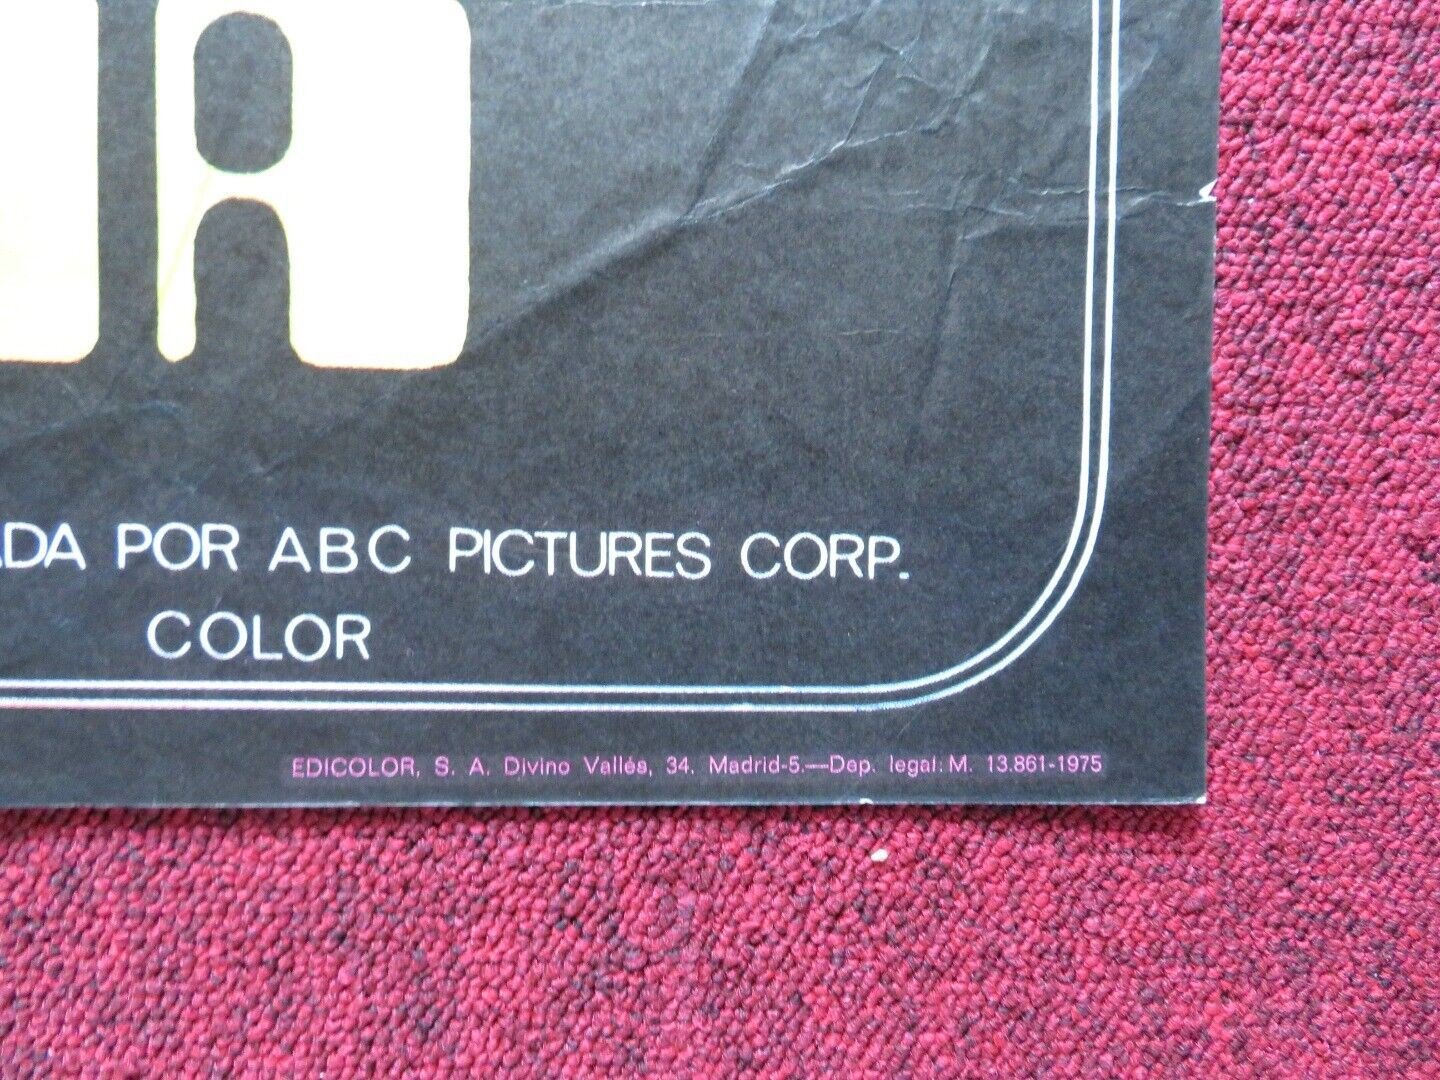 A
ADA POR ABC PICTURES CORP.
COLOR
EDICOLOR, S. A. Divino Vallés, 34. Madrid-5.—Dep. legal: M. 13.861-1975